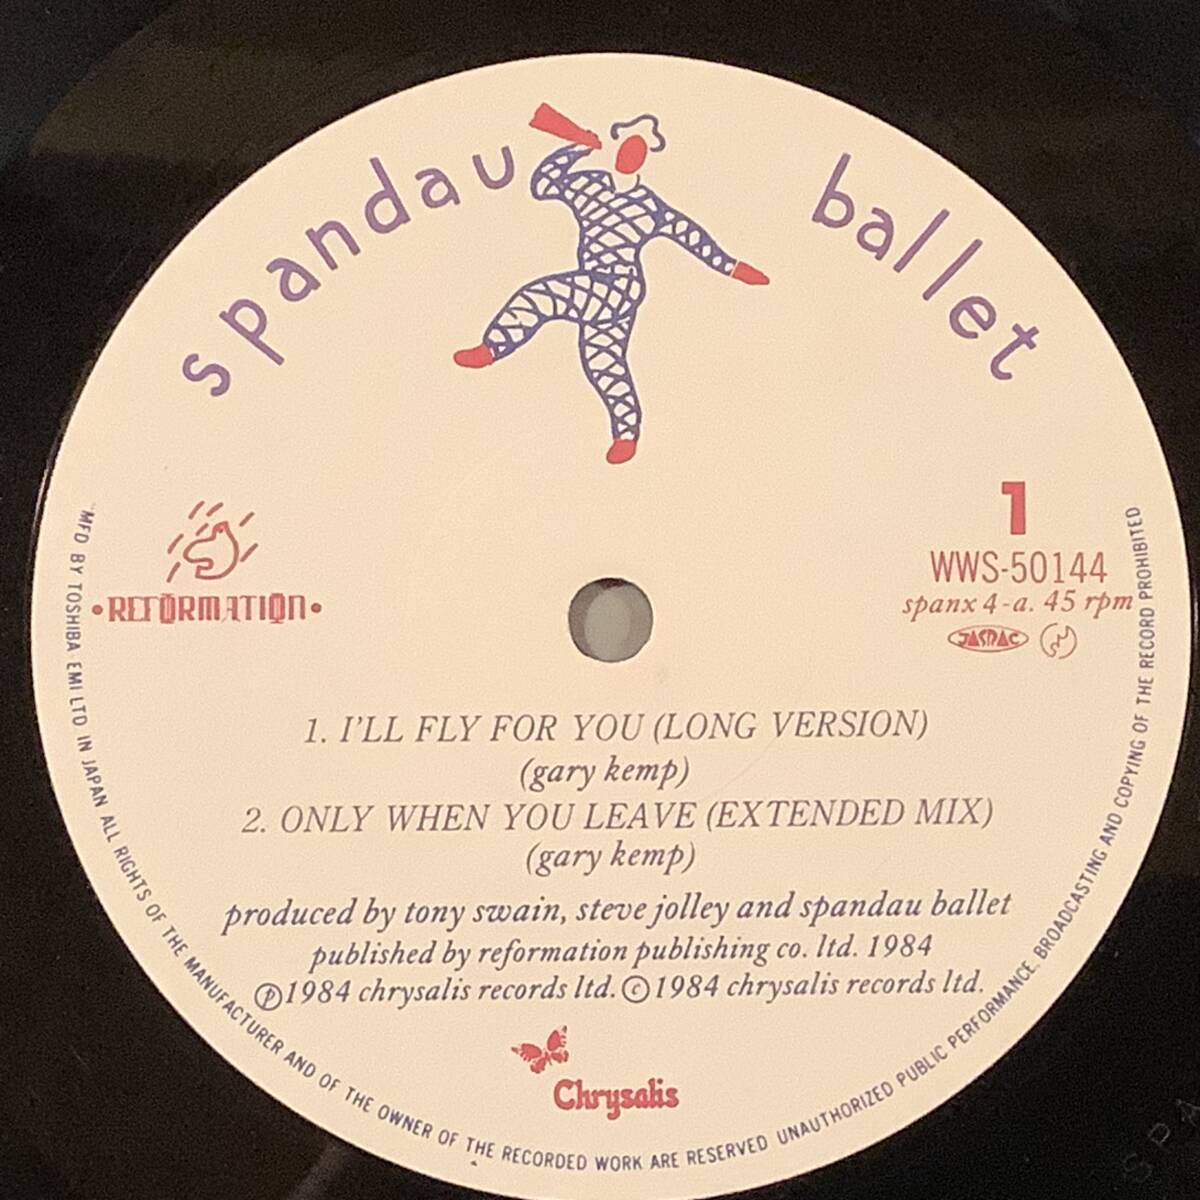 spandau ballet
REFORMATION
1
WWS-50144
spanx 4-a. 45 rpm
JASRAC
1. I'LL FLY FOR YOU (LONG VERSION)
(gary kemp)
2. ONLY WHEN YOU LEAVE (EXTENDED MIX)
(gary kemp)
produced by tony swain, steve jolley and spandau ballet
published by reformation publishing co. ltd. 1984
Ⓟ1984 chrysalis records ltd. ©1984 chrysalis records ltd.
Chrysalis
MFD BY TOSHIBA EMI LTD IN JAPAN ALL RIGHTS OF THE MANUFACTURER AND OF THE OWNER OF THE RECORDED WORK ARE RESERVED UNAUTHORIZED PUBLIC PERFORMANCE. BROADCASTING AND COPYING OF THE RECORD PROHIBITED